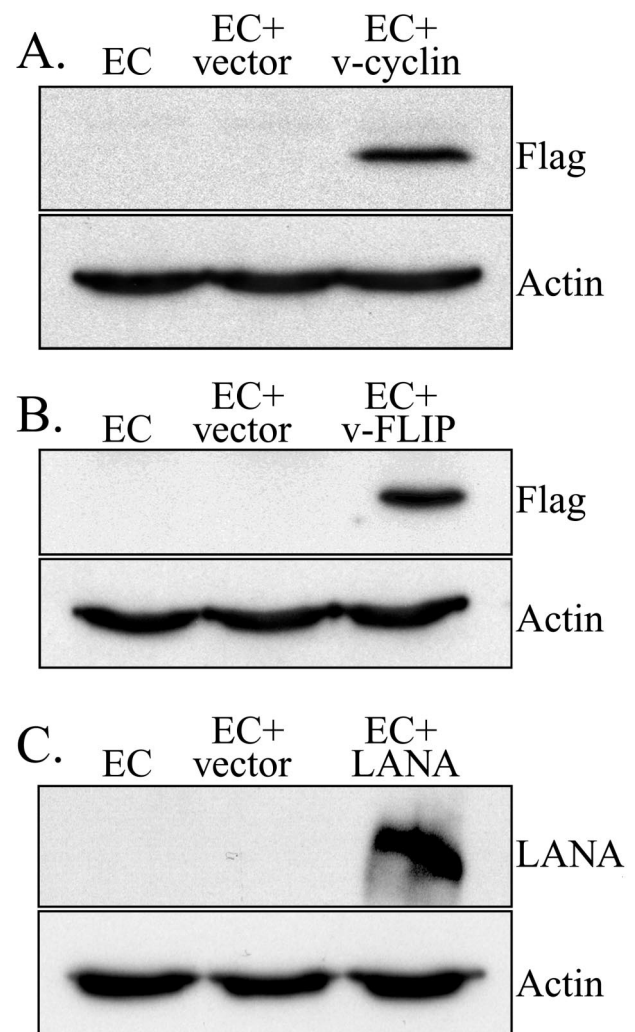 A.
EC
EC+
vector
EC+
v-cyclin
Flag
Actin
B.
EC
EC+
vector
EC+
v-FLIP
Flag
Actin
C.
EC
EC+
vector
EC+
LANA
LANA
Actin